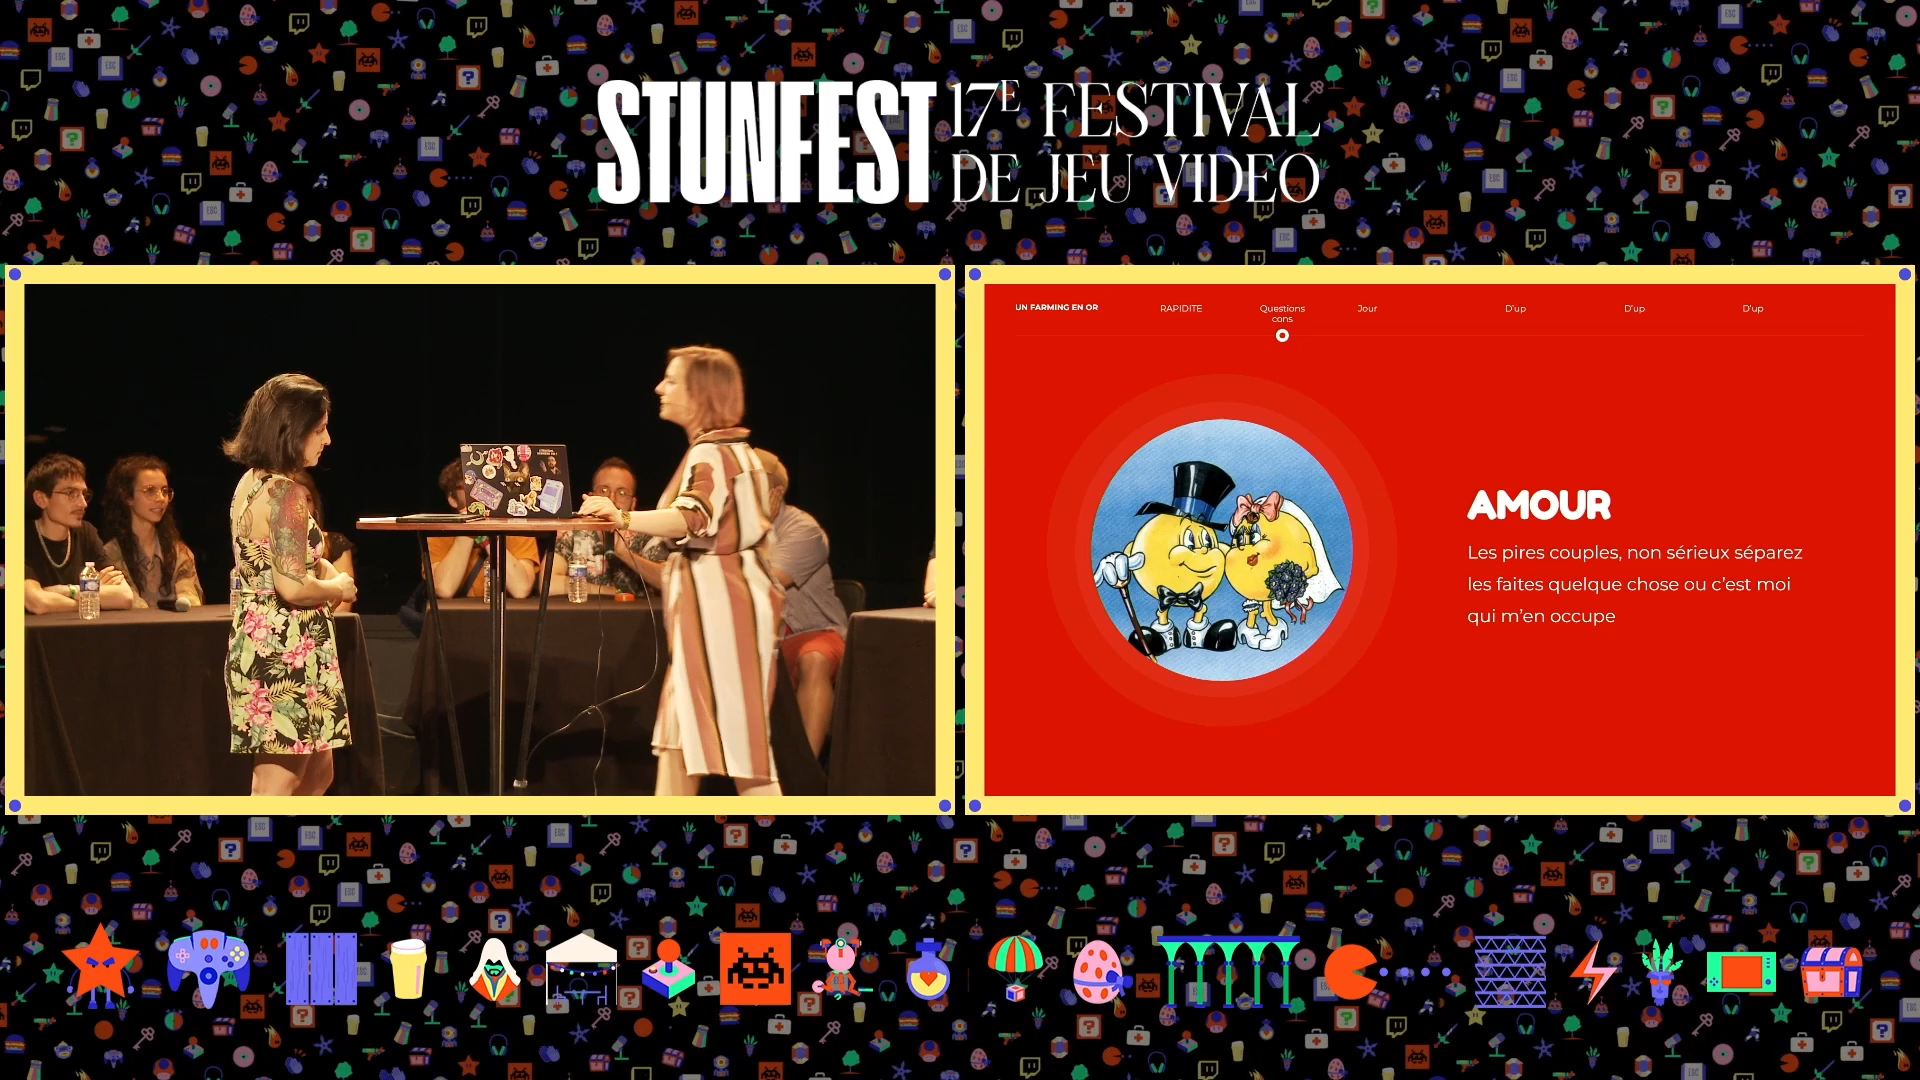 STUNFEST
17E FESTIVAL
DE JEU VIDEO
UN FARMING EN OR
RAPIDITE
Questions
cons
Jour
D'up
D'up
D'up
AMOUR
Les pires couples, non sérieux séparez
les faites quelque chose ou c'est moi
qui m'en occupe